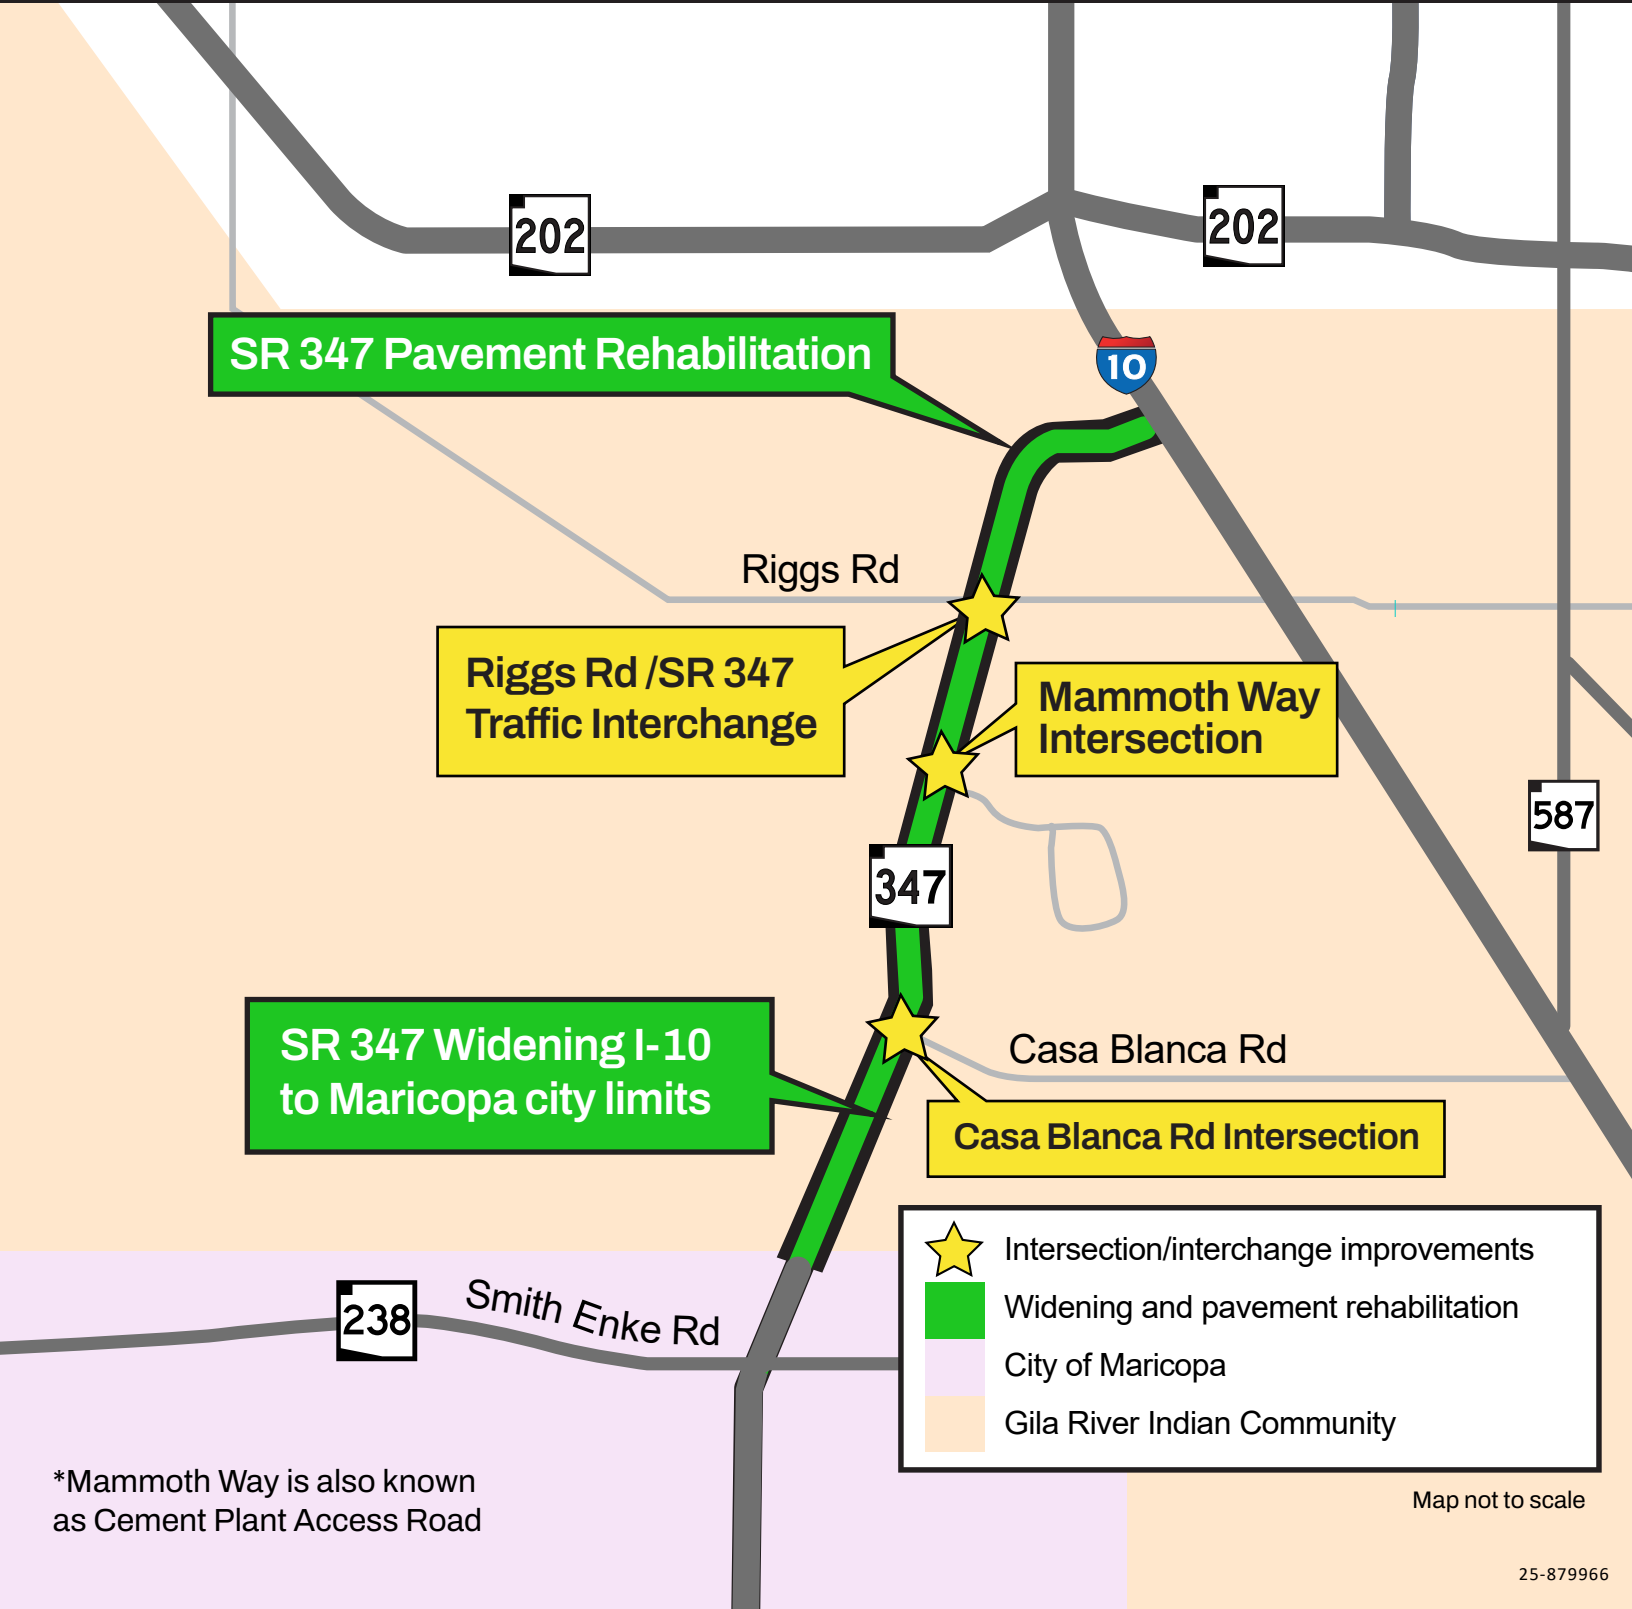 202
202
SR 347 Pavement Rehabilitation
10
Riggs Rd
Riggs Rd /SR 347
Traffic Interchange
Mammoth Way
Intersection
587
347
SR 347 Widening I-10
to Maricopa city limits
Casa Blanca Rd
Casa Blanca Rd Intersection
Intersection/interchange improvements
Widening and pavement rehabilitation
City of Maricopa
Gila River Indian Community
238
Smith Enke Rd
*Mammoth Way is also known
as Cement Plant Access Road
Map not to scale
25-879966